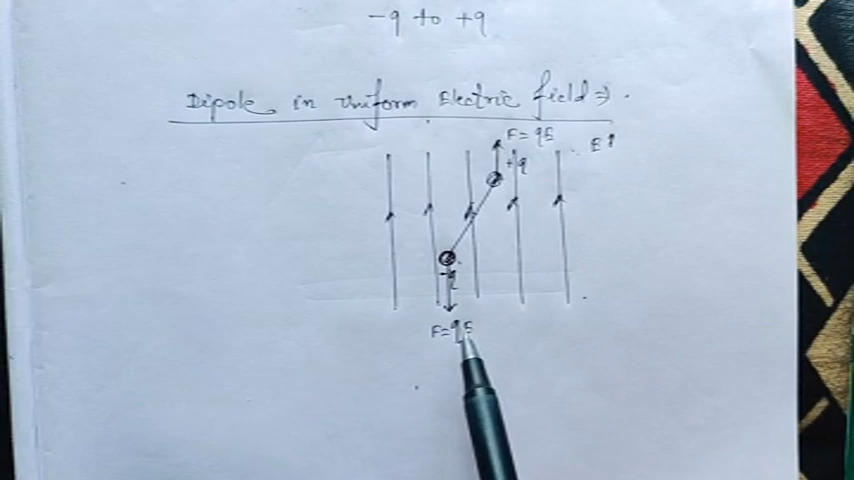 -q to +q
Dipole in Uniform Electric field ⇒.
F = qE
E↑
+q
-q
F = qE